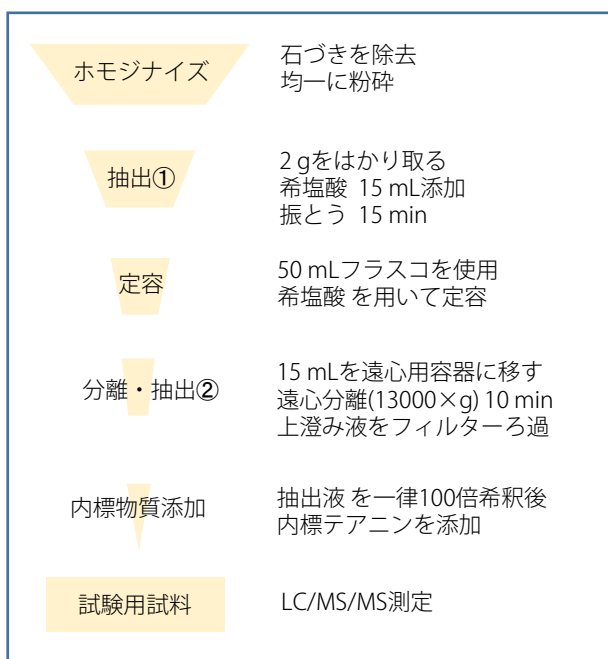 ホモジナイズ
石づきを除去
均一に粉砕
抽出①
2 gをはかり取る
希塩酸 15 mL添加
振とう 15 min
定容
50 mLフラスコを使用
希塩酸 を用いて定容
分離・抽出②
15 mLを遠心用容器に移す
遠心分離(13000×g) 10 min
上澄み液をフィルターろ過
内標物質添加
抽出液 を一律100倍希釈後
内標テアニンを添加
試験用試料
LC/MS/MS測定